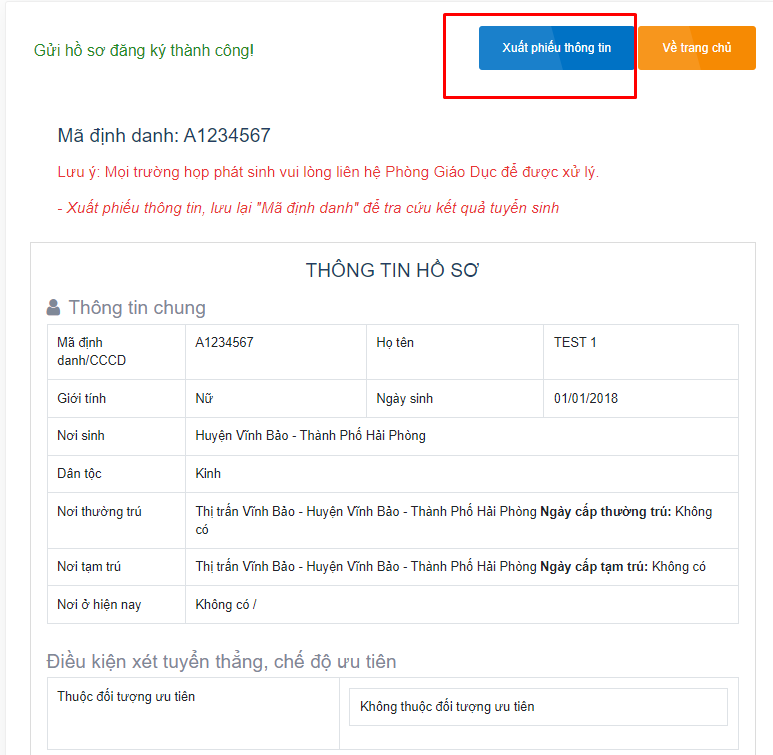 Gửi hồ sơ đăng ký thành công!
Xuất phiếu thông tin
Về trang chủ
Mã định danh: A1234567
Lưu ý: Mọi trường họp phát sinh vui lòng liên hệ Phòng Giáo Dục để được xử lý.
- Xuất phiếu thông tin, lưu lại "Mã định danh" để tra cứu kết quả tuyển sinh
THÔNG TIN HỒ SƠ
Thông tin chung
Mã định
danh/CCCD
A1234567
Họ tên
TEST 1
Giới tính
Nữ
Ngày sinh
01/01/2018
Nơi sinh
Huyện Vĩnh Bảo - Thành Phố Hải Phòng
Dân tộc
Kinh
Nơi thường trú
Thị trấn Vĩnh Bảo - Huyện Vĩnh Bảo - Thành Phố Hải Phòng Ngày cấp thường trú: Không
có
Nơi tạm trú
Thị trấn Vĩnh Bảo - Huyện Vĩnh Bảo - Thành Phố Hải Phòng Ngày cấp tạm trú: Không có
Nơi ở hiện nay
Không có /
Điều kiện xét tuyển thẳng, chế độ ưu tiên
Thuộc đối tượng ưu tiên
Không thuộc đối tượng ưu tiên